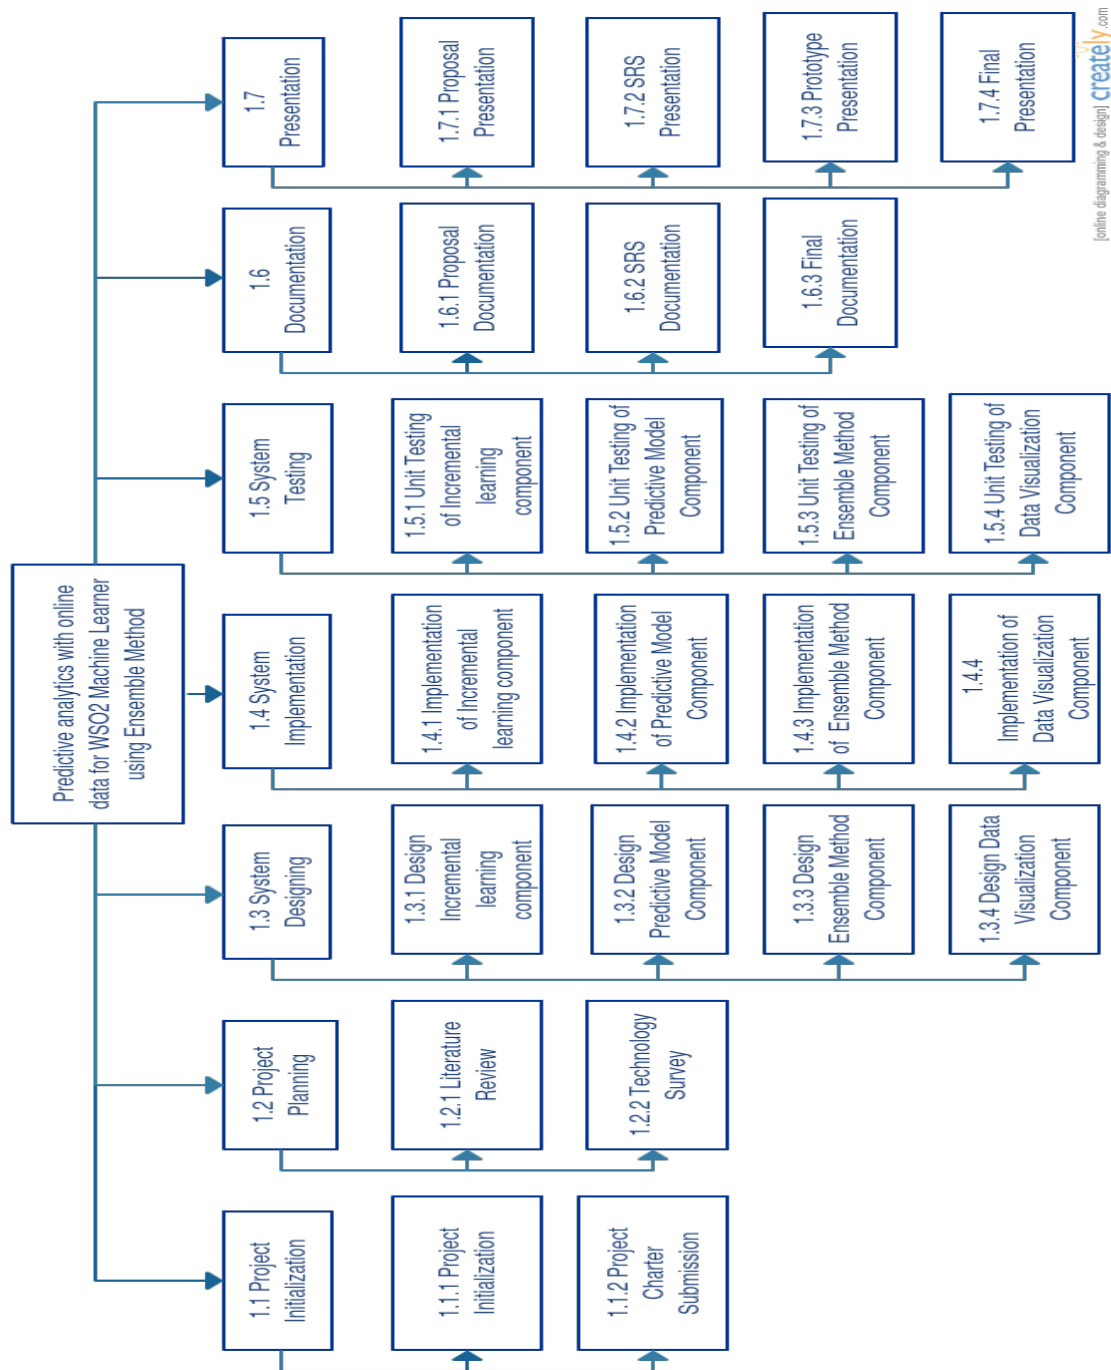 Predictive analytics with online
data for WSO2 Machine Learner
using Ensemble Method
1.1 Project
Initialization
1.1.1 Project
Initialization
1.1.2 Project
Charter
Submission
1.2 Project
Planning
1.2.1 Literature
Review
1.2.2 Technology
Survey
1.3 System
Designing
1.3.1 Design
Incremental
learning
component
1.3.2 Design
Predictive Model
Component
1.3.3 Design
Ensemble Method
Component
1.3.4 Design Data
Visualization
Component
1.4 System
Implementation
1.4.1 Implementation
of Incremental
learning component
1.4.2 Implementation
of Predictive Model
Component
1.4.3 Implementation
of Ensemble Method
Component
1.4.4
Implementation of
Data Visualization
Component
1.5 System
Testing
1.5.1 Unit Testing
of Incremental
learning
component
1.5.2 Unit Testing of
Predictive Model
Component
1.5.3 Unit Testing of
Ensemble Method
Component
1.5.4 Unit Testing of
Data Visualization
Component
1.6
Documentation
1.6.1 Proposal
Documentation
1.6.2 SRS
Documentation
1.6.3 Final
Documentation
1.7
Presentation
1.7.1 Proposal
Presentation
1.7.2 SRS
Presentation
1.7.3 Prototype
Presentation
1.7.4 Final
Presentation
[online diagramming & design] creately.com